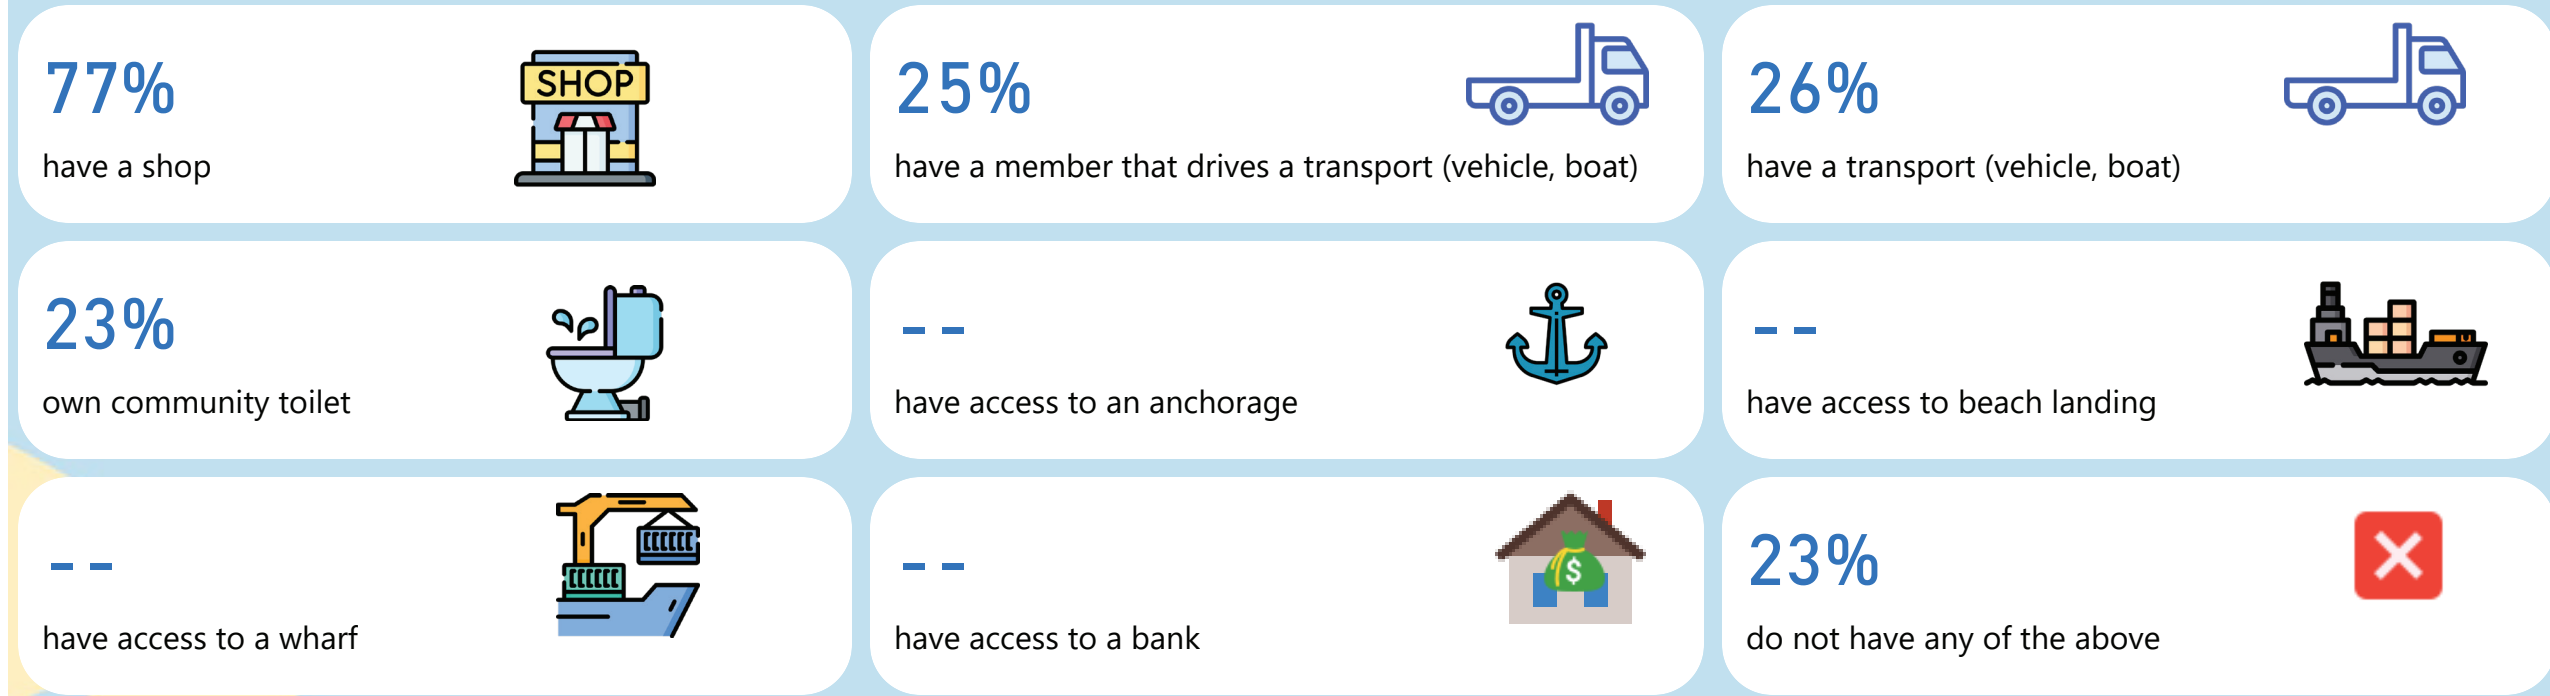 77%
SHOP
have a shop
25%
have a member that drives a transport (vehicle, boat)
26%
have a transport (vehicle, boat)
23%
own community toilet
--
have access to an anchorage
--
have access to beach landing
--
have access to a wharf
--
$
have access to a bank
23%
do not have any of the above